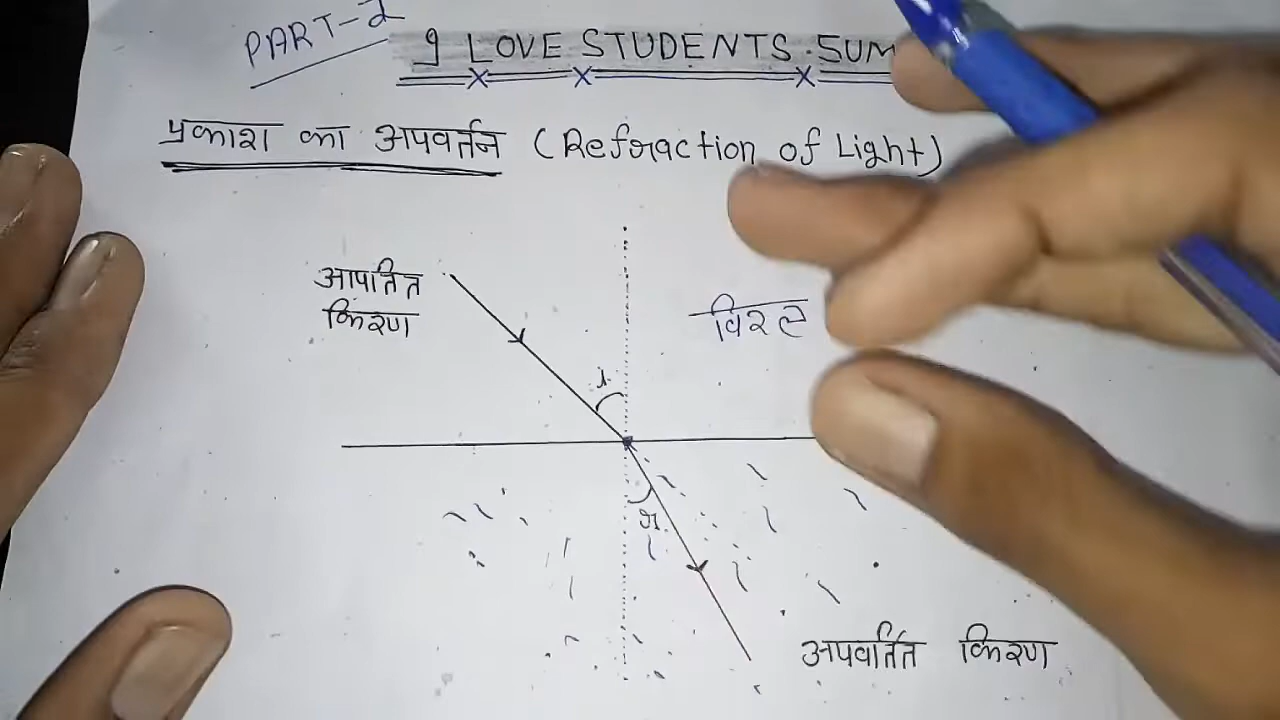 PART-2
I LOVE STUDENTS SUM
प्रकाश का अपवर्तन (Refraction of Light)
आपतित
किरण
विरल
i
r
अपवर्तित किरण